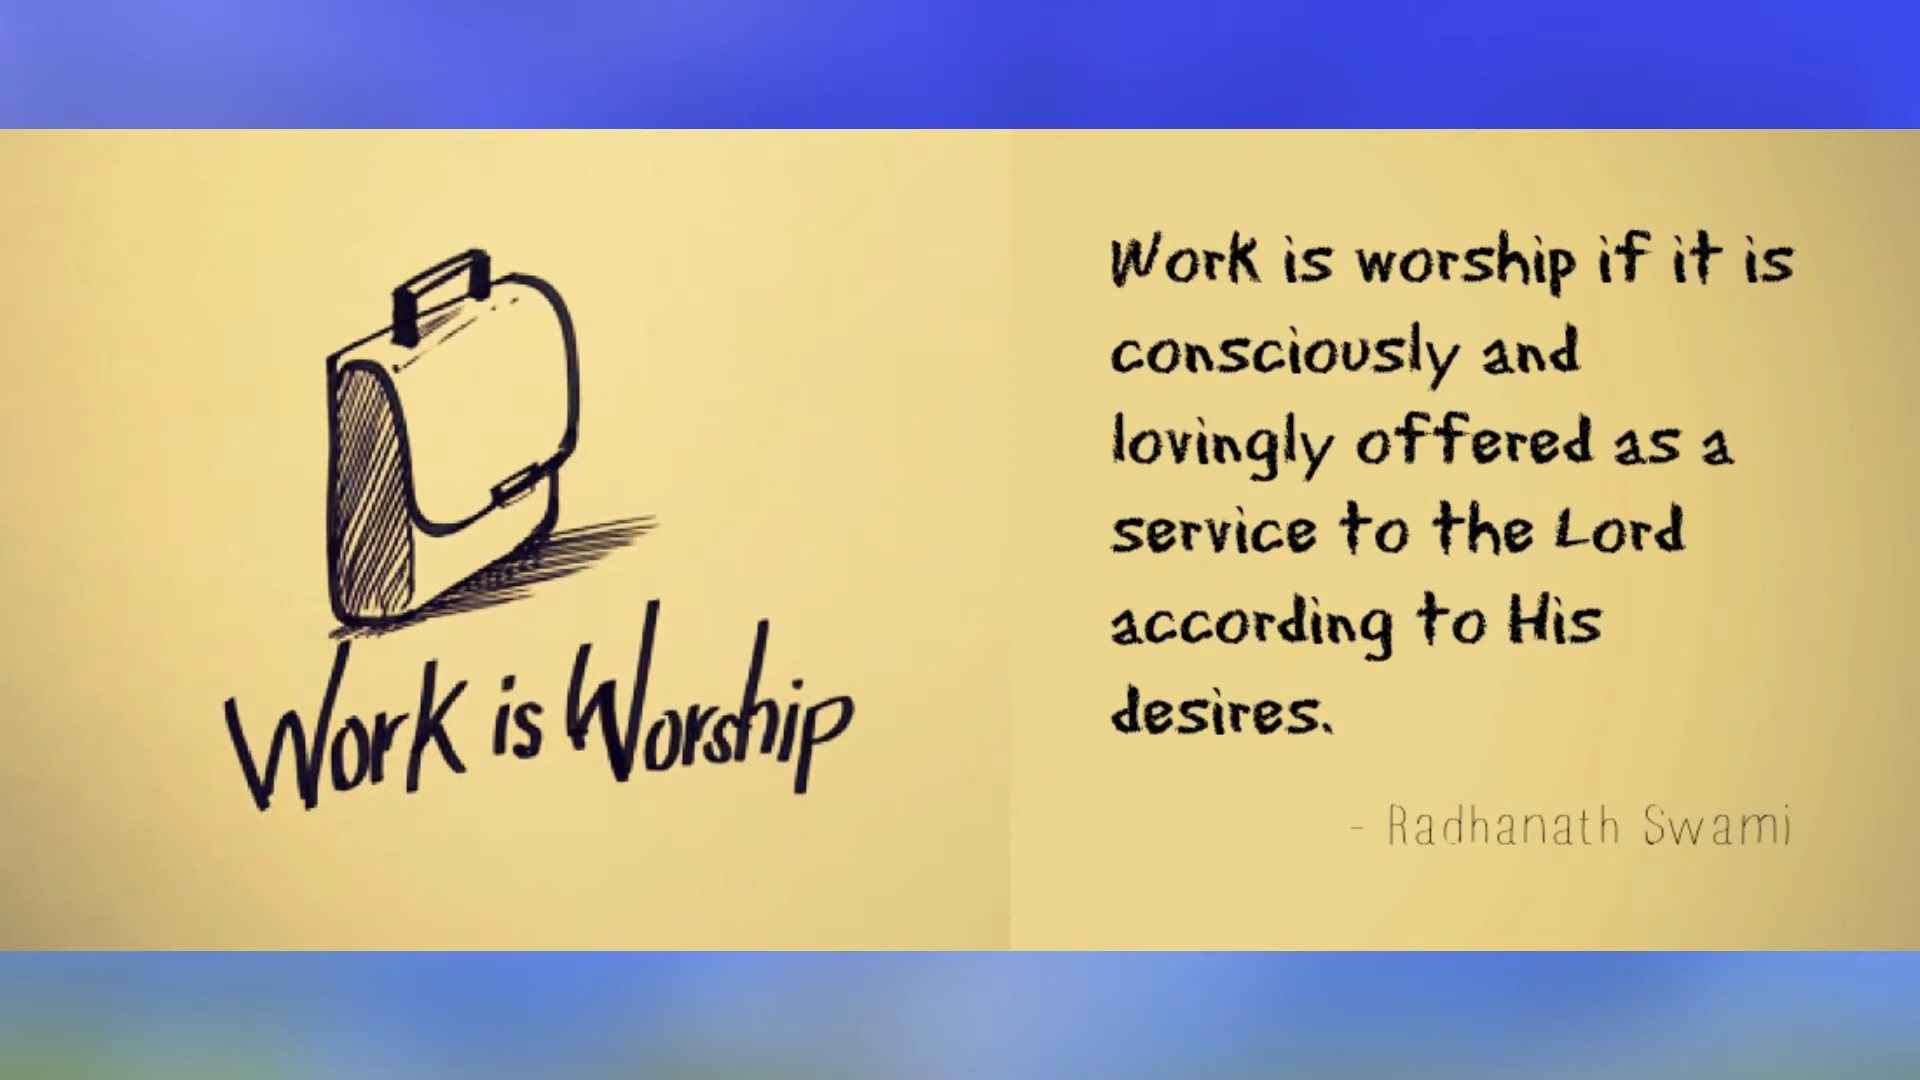 Work is Worship
Work is worship if it is
consciously and
lovingly offered as a
service to the Lord
according to His
desires.
- Radhanath Swami